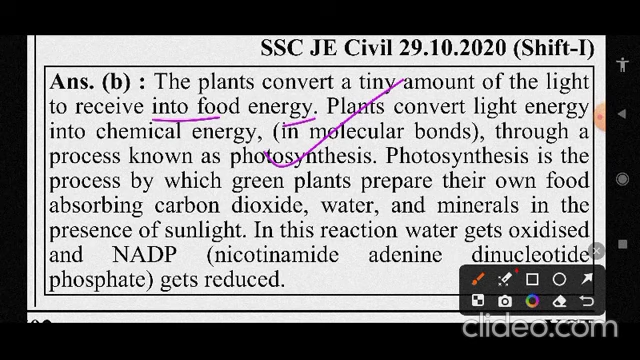 SSC JE Civil 29.10.2020 (Shift-I)
Ans. (b) : The plants convert a tiny amount of the light
to receive into food energy. Plants convert light energy
into chemical energy, (in molecular bonds), through a
process known as photosynthesis. Photosynthesis is the
process by which green plants prepare their own food
absorbing carbon dioxide, water, and minerals in the
presence of sunlight. In this reaction water gets oxidised
and NADP (nicotinamide adenine dinucleotide
phosphate) gets reduced.
clideo.com